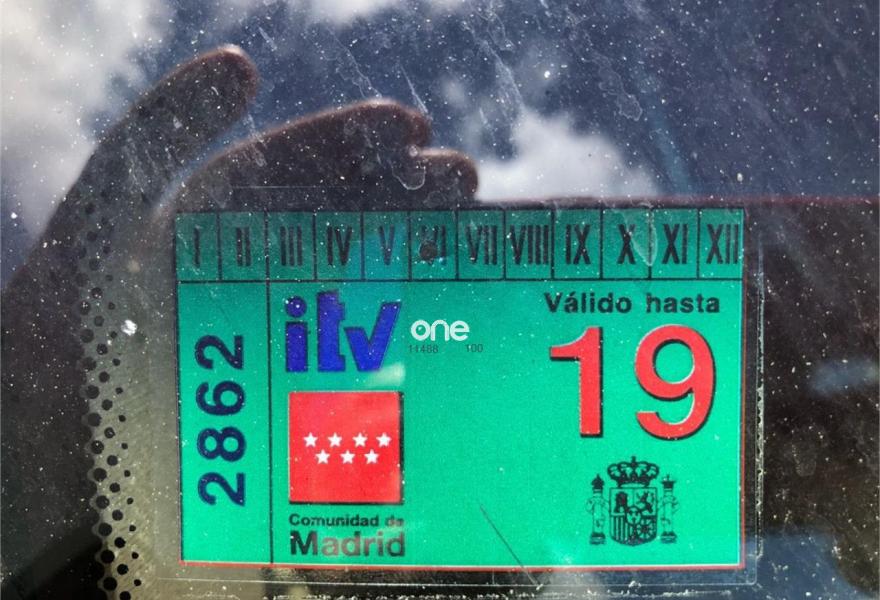 I II III IV V VI VII VIII IX X XI XII
Válido hasta
itv
one
11488 100
19
2862
Comunidad de
Madrid